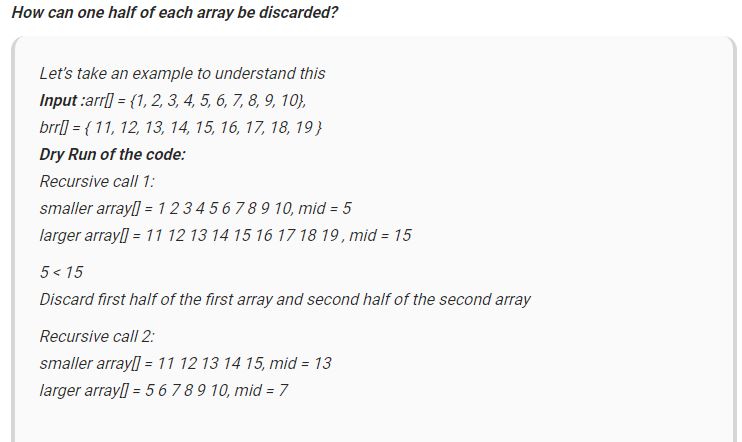 How can one half of each array be discarded?
Let's take an example to understand this
Input :arr[] = {1, 2, 3, 4, 5, 6, 7, 8, 9, 10},
brr[] = { 11, 12, 13, 14, 15, 16, 17, 18, 19 }
Dry Run of the code:
Recursive call 1:
smaller array[] = 1 2 3 4 5 6 7 8 9 10, mid = 5
larger array[] = 11 12 13 14 15 16 17 18 19 , mid = 15
5 < 15
Discard first half of the first array and second half of the second array
Recursive call 2:
smaller array[] = 11 12 13 14 15, mid = 13
larger array[] = 5 6 7 8 9 10, mid = 7